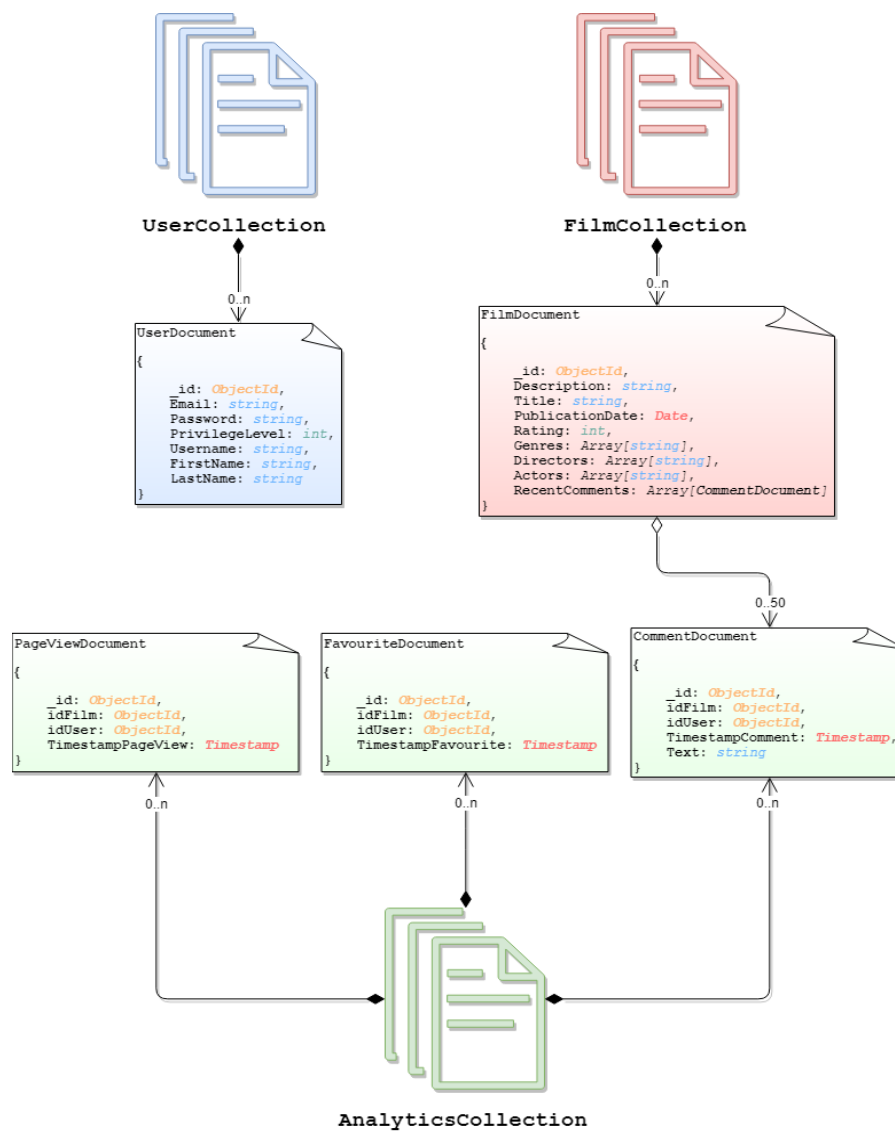 UserCollection
FilmCollection
0..n
0..n
UserDocument
{
_id: ObjectId,
Email: string,
Password: string,
PrivilegeLevel: int,
Username: string,
FirstName: string,
LastName: string
}
FilmDocument
{
_id: ObjectId,
Description: string,
Title: string,
PublicationDate: Date,
Rating: int,
Genres: Array[string],
Directors: Array[string],
Actors: Array[string],
RecentComments: Array[CommentDocument]
}
0..50
PageViewDocument
{
_id: ObjectId,
idFilm: ObjectId,
idUser: ObjectId,
TimestampPageView: Timestamp
}
FavouriteDocument
{
_id: ObjectId,
idFilm: ObjectId,
idUser: ObjectId,
TimestampFavourite: Timestamp
}
CommentDocument
{
_id: ObjectId,
idFilm: ObjectId,
idUser: ObjectId,
TimestampComment: Timestamp,
Text: string
}
0..n
0..n
0..n
AnalyticsCollection